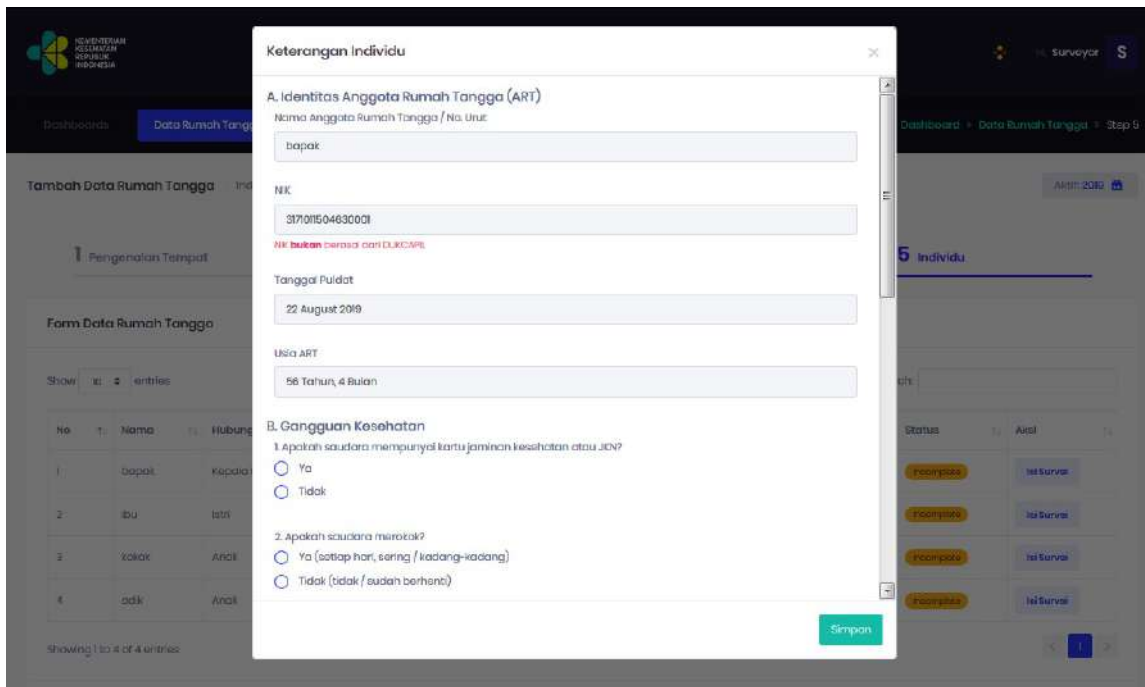 KEMENTERIAN
KESEHATAN
REPUBLIK
INDONESIA
Surveyor S
Dashboards Data Rumah Tangg
Dashboard Data Rumah Tangga Step 5
Tambah Data Rumah Tangga Ind
Aktif: 2019
1 Pengenalan Tempat
5 Individu
Form Data Rumah Tangga
Show 10 entries
No Nama Hubung Status Aksi
1 bapak Kepala Incomplete Isi Survei
2 ibu Istri Incomplete Isi Survei
3 kakak Anak Incomplete Isi Survei
4 adik Anak Incomplete Isi Survei
Showing 1 to 4 of 4 entries
1
Keterangan Individu
A. Identitas Anggota Rumah Tangga (ART)
Nama Anggota Rumah Tangga / No. Urut
bapak
NIK
3171011504630001
NIK bukan berasal dari DUKCAPIL
Tanggal Puldat
22 August 2019
Usia ART
56 Tahun, 4 Bulan
B. Gangguan Kesehatan
1. Apakah saudara mempunyai kartu jaminan kesehatan atau JKN?
Ya
Tidak
2. Apakah saudara merokok?
Ya (setiap hari, sering / kadang-kadang)
Tidak (tidak / sudah berhenti)
Simpan